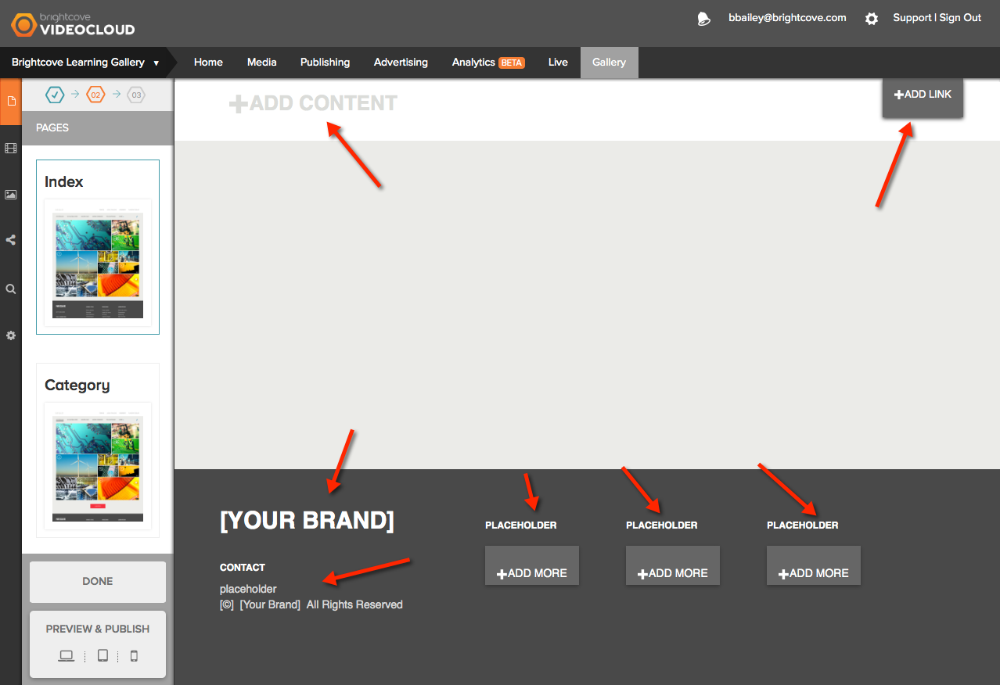 brightcove
VIDEOCLOUD
bbailey@brightcove.com
Support | Sign Out
Brightcove Learning Gallery
Home
Media
Publishing
Advertising
Analytics BETA
Live
Gallery
02
03
PAGES
+ADD CONTENT
+ADD LINK
Index
Category
[YOUR BRAND]
PLACEHOLDER
PLACEHOLDER
PLACEHOLDER
CONTACT
+ADD MORE
+ADD MORE
+ADD MORE
placeholder
[©] [Your Brand] All Rights Reserved
DONE
PREVIEW & PUBLISH